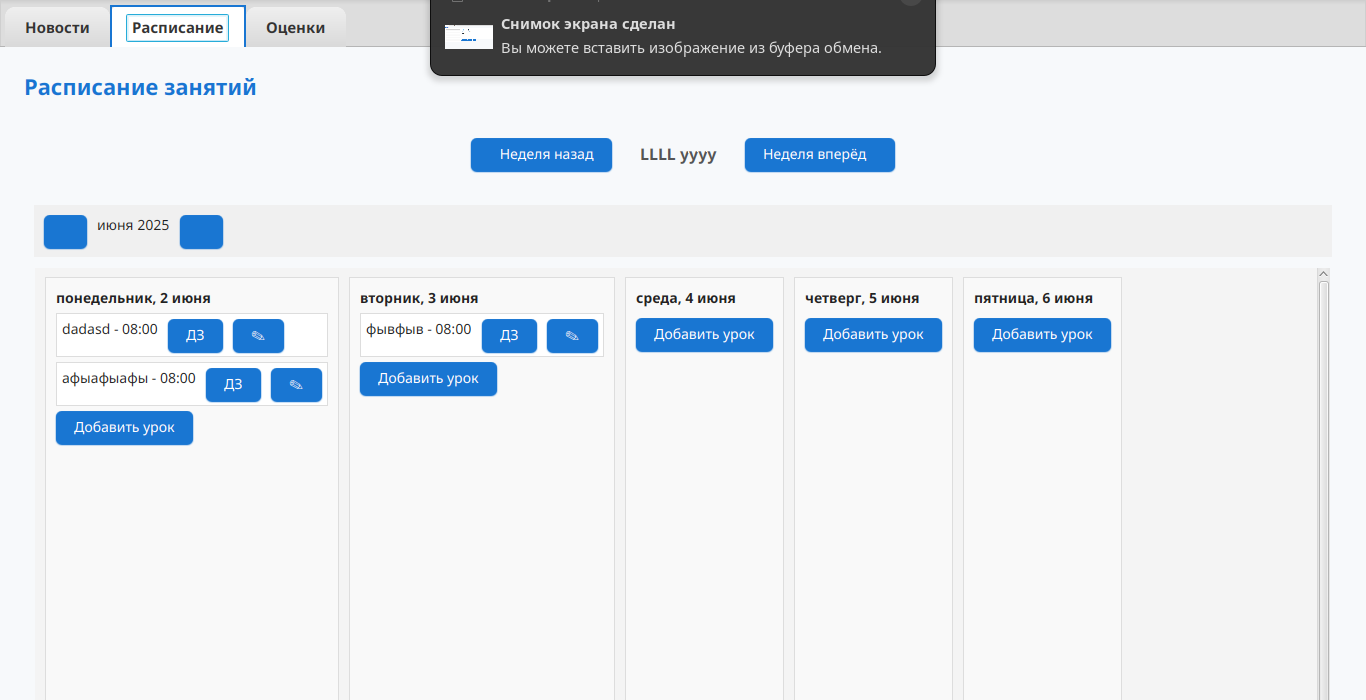 Новости
Расписание
Оценки
Снимок экрана сделан
Вы можете вставить изображение из буфера обмена.
Расписание занятий
Неделя назад
LLLL yyyy
Неделя вперёд
июня 2025
понедельник, 2 июня
dadasd - 08:00
ДЗ
✎
афыафыафы - 08:00
ДЗ
✎
Добавить урок
вторник, 3 июня
фывфыв - 08:00
ДЗ
✎
Добавить урок
среда, 4 июня
Добавить урок
четверг, 5 июня
Добавить урок
пятница, 6 июня
Добавить урок